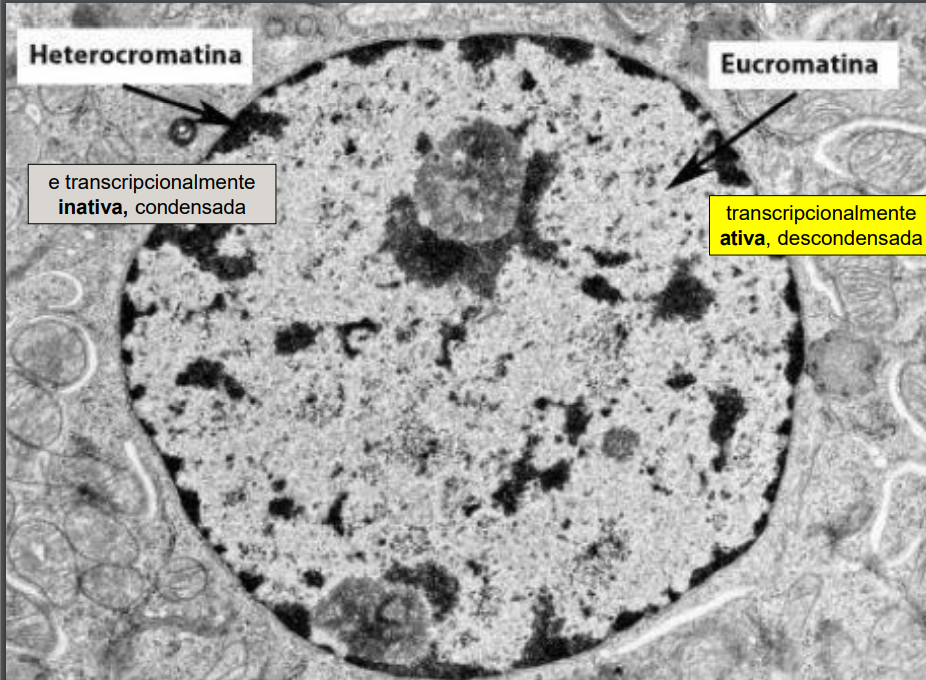 Heterocromatina
Eucromatina
e transcripcionalmente
inativa, condensada
transcripcionalmente
ativa, descondensada